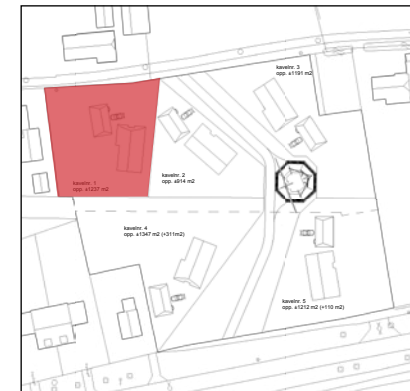 kavelnr. 3
opp. ±1191 m2
kavelnr. 1
opp. ±1237 m2
kavelnr. 2
opp. ±914 m2
kavelnr. 4
opp. ±1347 m2 (+311m2)
kavelnr. 5
opp. ±1212 m2 (+110 m2)